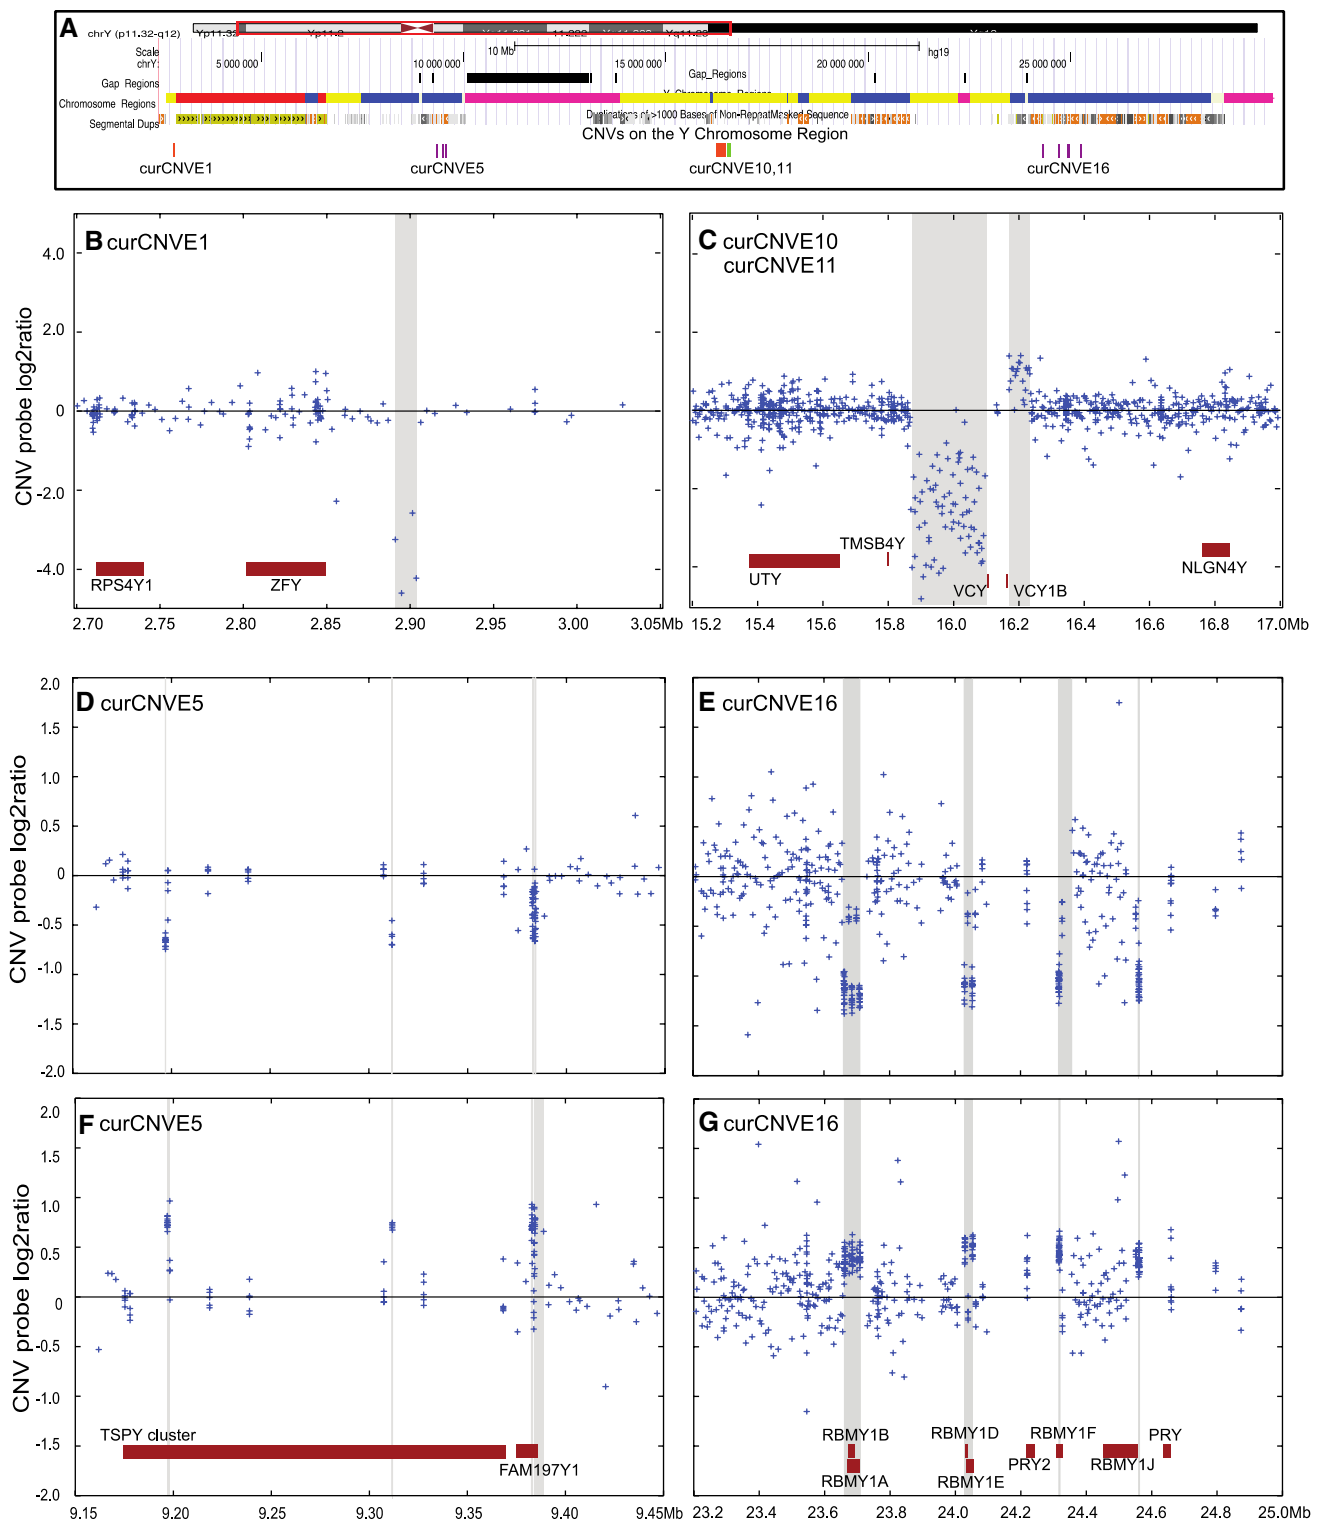 A
chrY (p11.32-q12)
Yp11.32
Yp11.2
Scale
10 Mb
hg19
chrY:
5 000 000
10 000 000
15 000 000
20 000 000
25 000 000
Gap Regions
Gap_Regions
Chromosome Regions
Segmental Dups
Duplications of >1000 Bases of Non-RepeatMasked Sequence
CNVs on the Y Chromosome Region
curCNVE1
curCNVE5
curCNVE10,11
curCNVE16
B curCNVE1
4.0
2.0
0
-2.0
-4.0
CNV probe log2ratio
RPS4Y1
ZFY
2.70 2.75 2.80 2.85 2.90 2.95 3.00 3.05Mb
C curCNVE10
curCNVE11
TMSB4Y
UTY
VCY
VCY1B
NLGN4Y
15.2 15.4 15.6 15.8 16.0 16.2 16.4 16.6 16.8 17.0Mb
D curCNVE5
2.0
1.5
1.0
0.5
0
-0.5
-1.0
-1.5
-2.0
CNV probe log2ratio
E curCNVE16
F curCNVE5
2.0
1.5
1.0
0.5
0
-0.5
-1.0
-1.5
-2.0
CNV probe log2ratio
TSPY cluster
FAM197Y1
9.15 9.20 9.25 9.30 9.35 9.40 9.45Mb
G curCNVE16
RBMY1B
RBMY1D
RBMY1F
PRY
RBMY1A
RBMY1E
PRY2
RBMY1J
23.2 23.4 23.6 23.8 24.0 24.2 24.4 24.6 24.8 25.0Mb